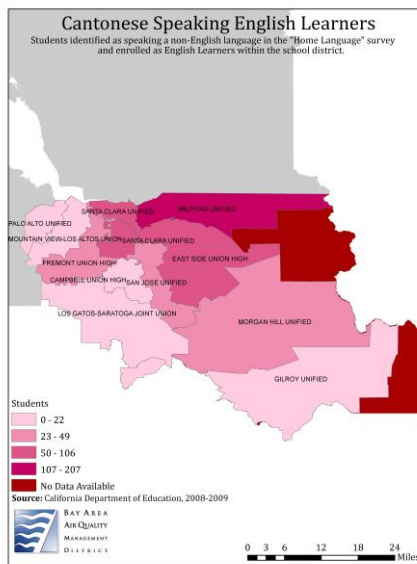 Cantonese Speaking English Learners
Students identified as speaking a non-English language in the "Home Language" survey
and enrolled as English Learners within the school district.
SANTA CLARA UNIFIED
MILPITAS UNIFIED
PALO ALTO UNIFIED
MOUNTAIN VIEW-LOS ALTOS UNION
SANTA CLARA UNIFIED
FREMONT UNION HIGH
EAST SIDE UNION HIGH
CAMPBELL UNION HIGH
SAN JOSE UNIFIED
LOS GATOS-SARATOGA JOINT UNION
MORGAN HILL UNIFIED
GILROY UNIFIED
Students
0 - 22
23 - 49
50 - 106
107 - 207
No Data Available
Source: California Department of Education, 2008-2009
BAY AREA
AIR QUALITY
MANAGEMENT
DISTRICT
0 3 6 12 18 24
Miles